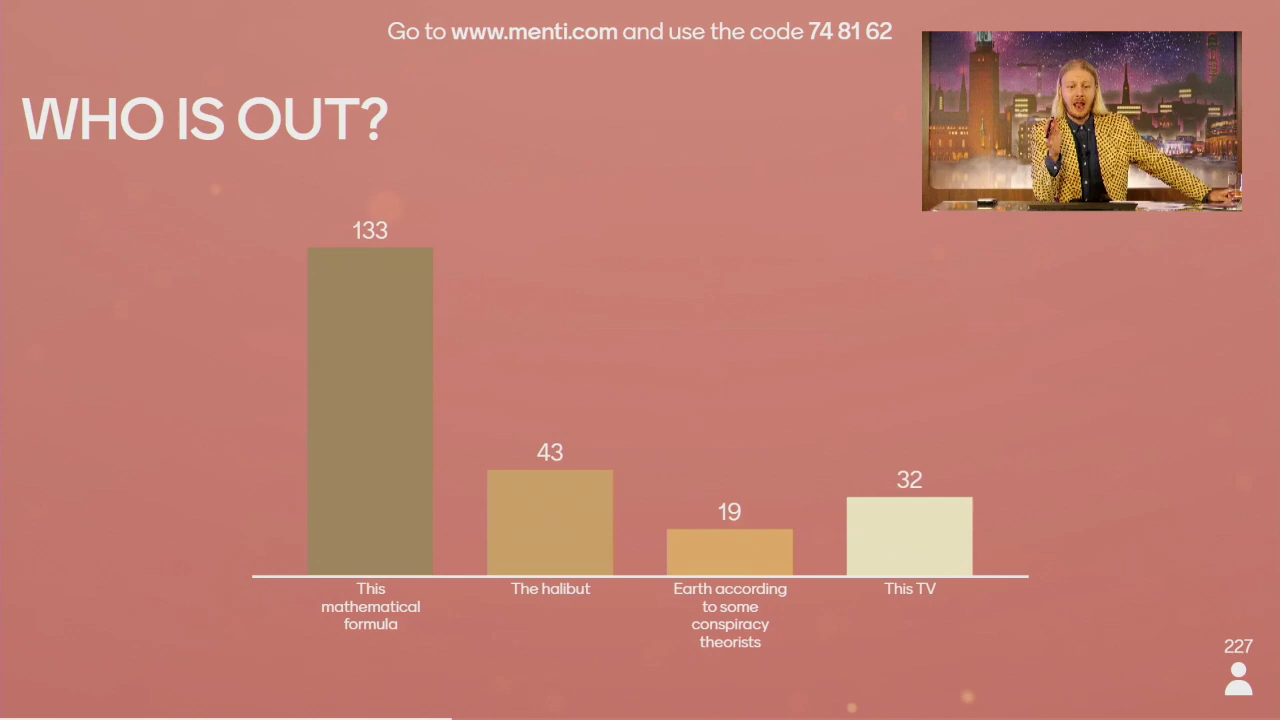 Go to www.menti.com and use the code 74 81 62
WHO IS OUT?
133
43
19
32
This
mathematical
formula
The halibut
Earth according
to some
conspiracy
theorists
This TV
227